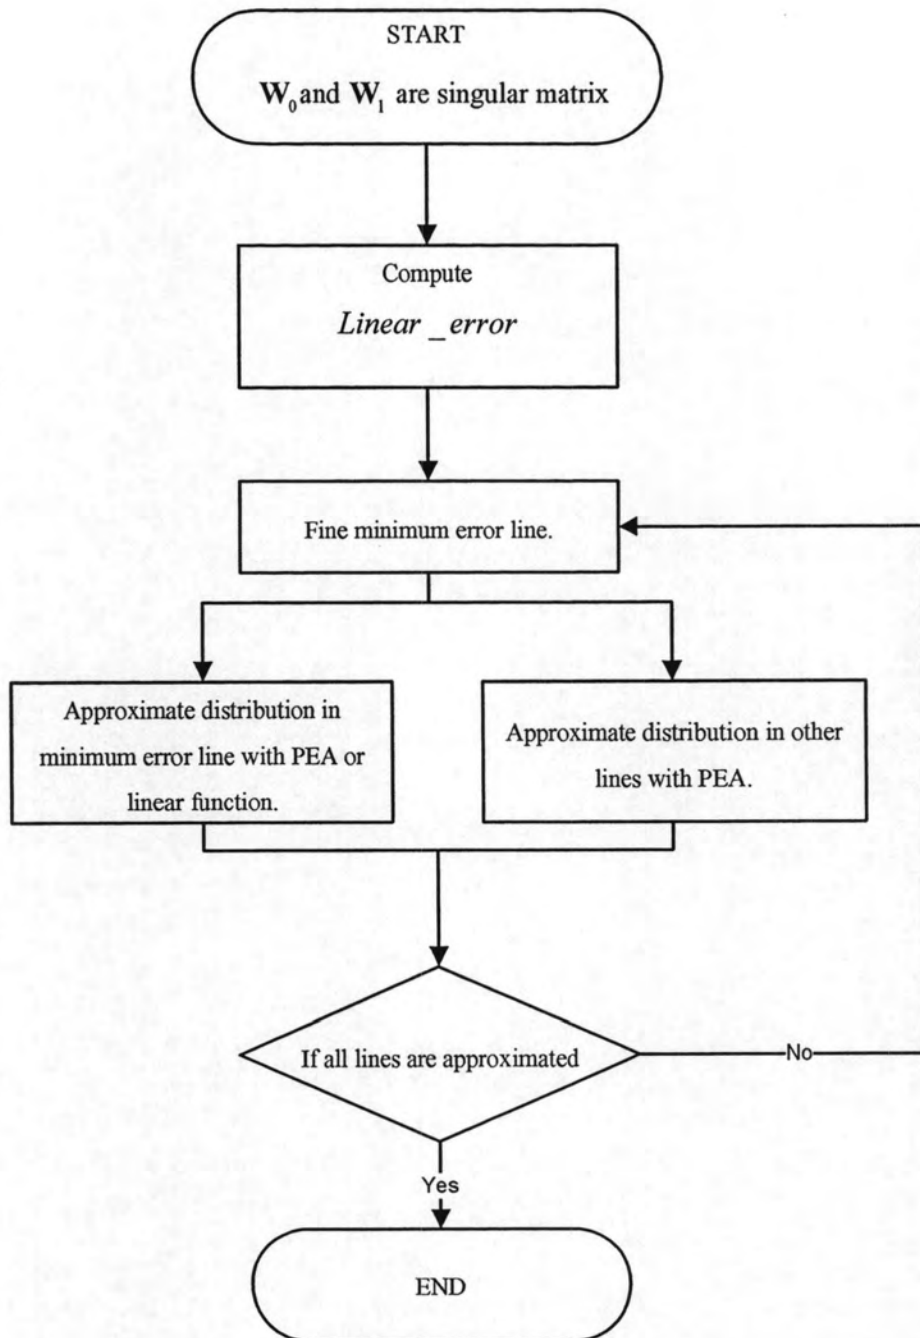 START
W₀ and W₁ are singular matrix
Compute
Linear _error
Fine minimum error line.
Approximate distribution in
minimum error line with PEA or
linear function.
Approximate distribution in other
lines with PEA.
If all lines are approximated
No
Yes
END